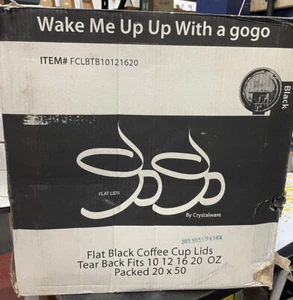 Wake Me Up Up With a gogo
ITEM# FCLBTB10121620
Black
FLAT LIDS
By Crystalware
Flat Black Coffee Cup Lids
Tear Back Fits 10 12 16 20 OZ
Packed 20 x 50